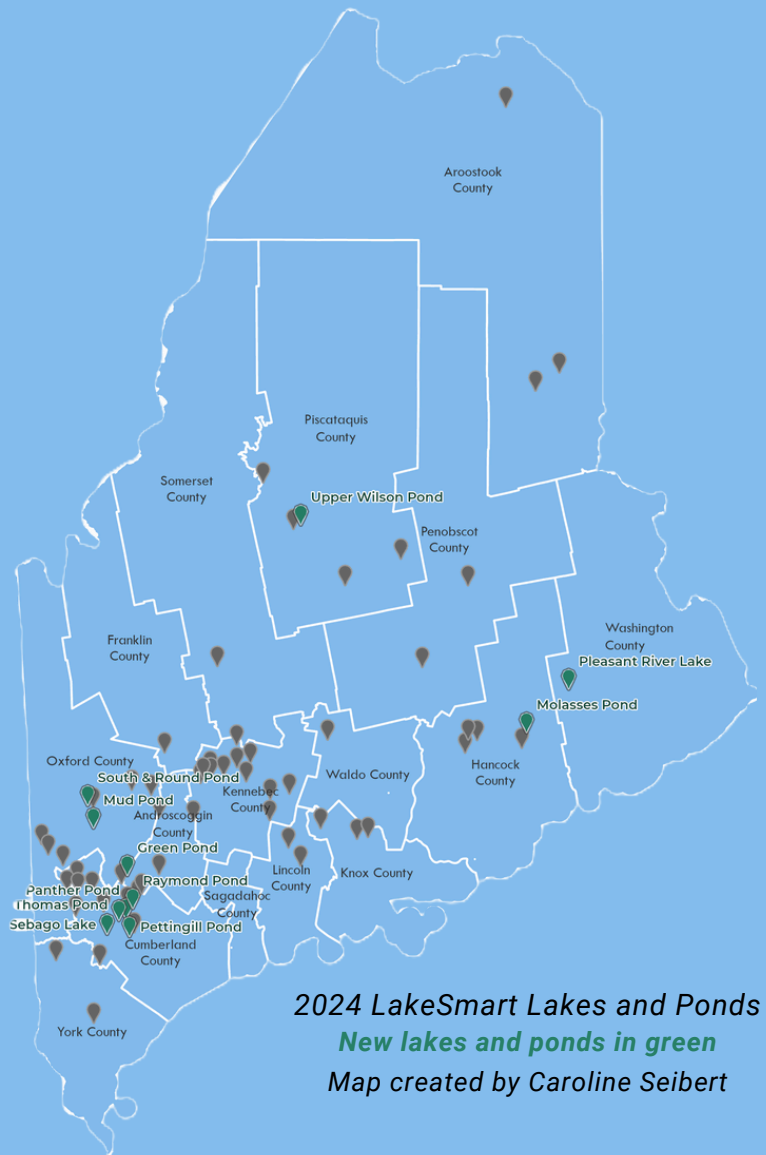 Aroostook
County
Piscataquis
County
Somerset
County
Upper Wilson Pond
Penobscot
County
Franklin
County
Washington
County
Pleasant River Lake
Molasses Pond
Oxford County
Waldo County
Hancock
County
South & Round Pond
Kennebec
County
Mud Pond
Androscoggin
County
Green Pond
Lincoln
County
Knox County
Panther Pond
Raymond Pond
Thomas Pond
Sagadahoc
County
Sebago Lake
Pettingill Pond
Cumberland
County
York County
2024 LakeSmart Lakes and Ponds
New lakes and ponds in green
Map created by Caroline Seibert